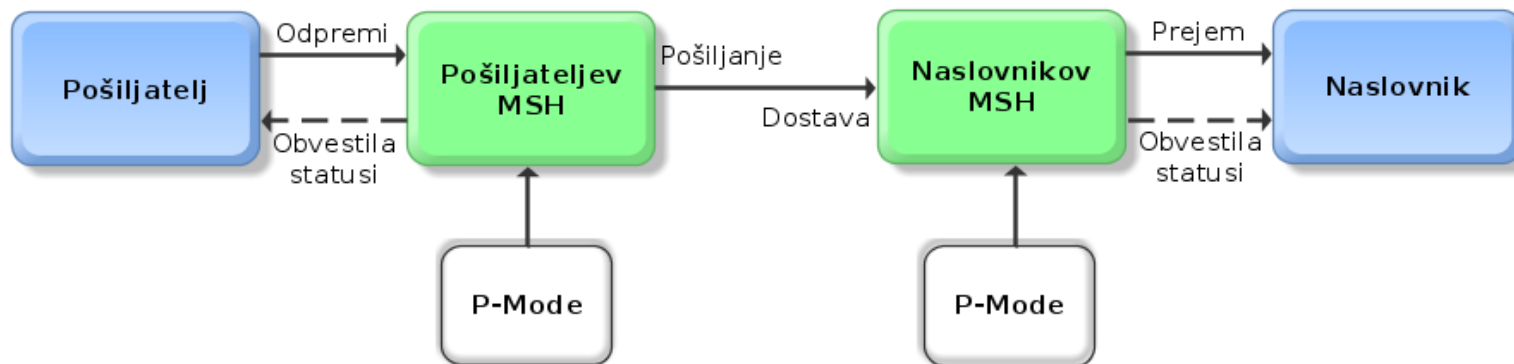 Pošiljatelj
Odpremi
Obvestila
statusi
Pošiljateljev
MSH
Pošiljanje
Dostava
Naslovnikov
MSH
Prejem
Obvestila
statusi
Naslovnik
P-Mode
P-Mode